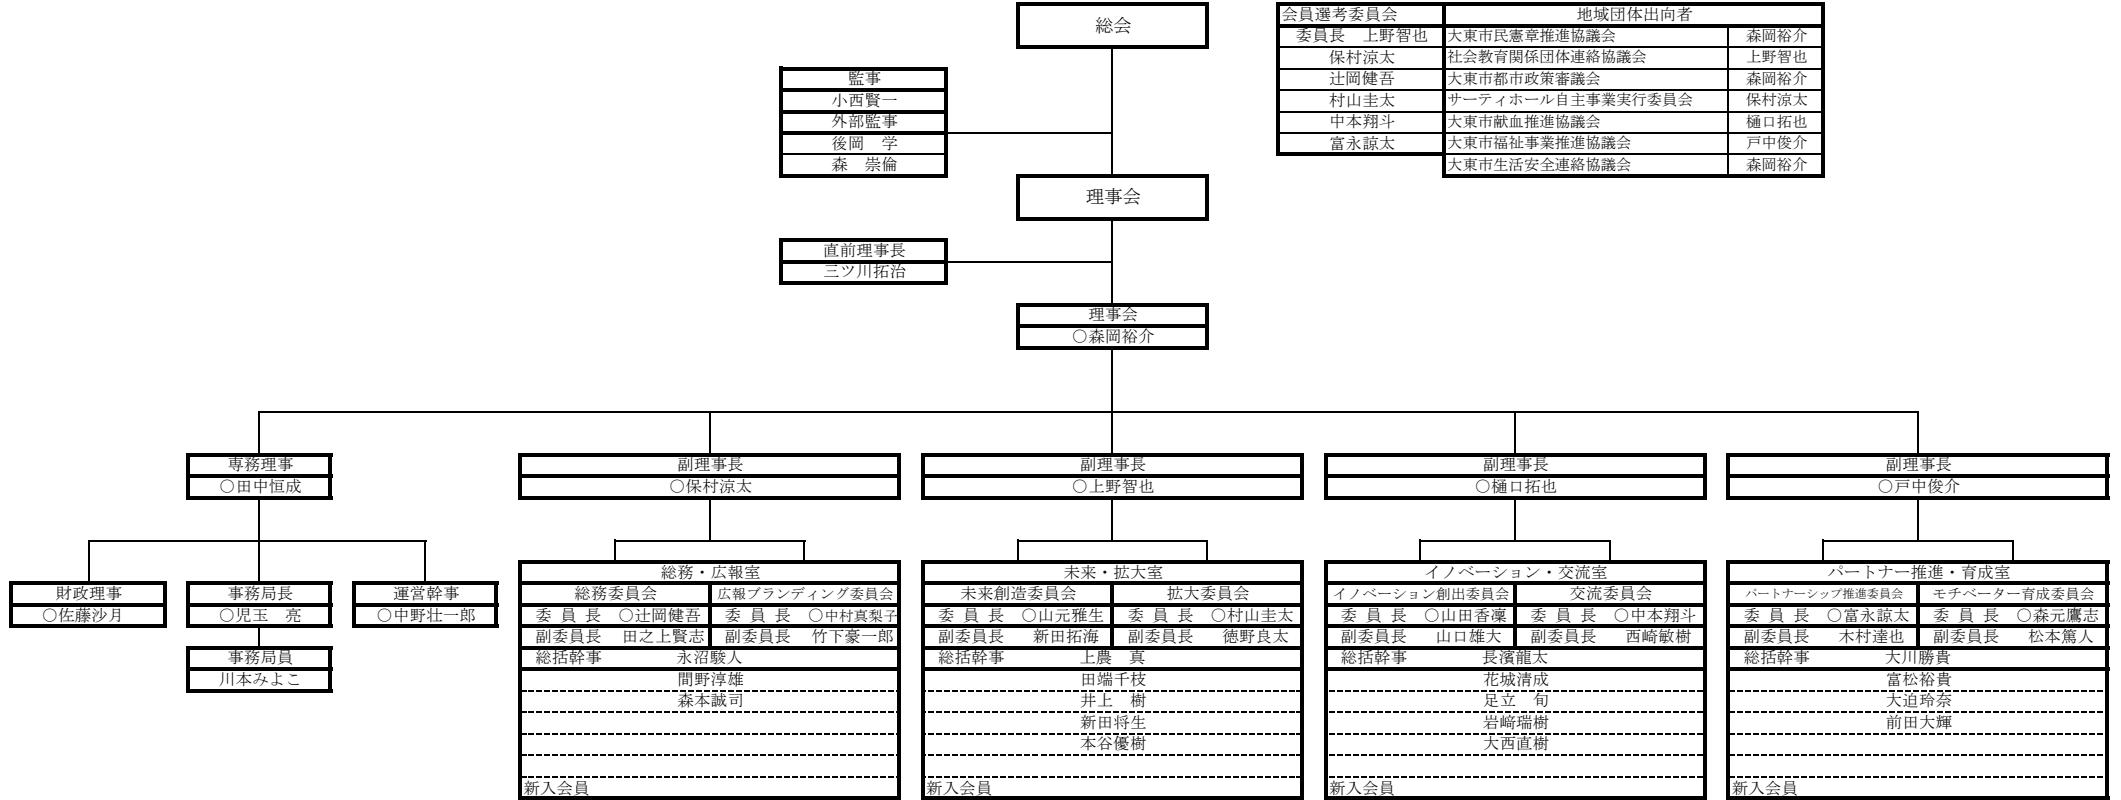 総会
会員選考委員会 地域団体出向者
委員長　上野智也 大東市民憲章推進協議会 森岡裕介
保村涼太 社会教育関係団体連絡協議会 上野智也
辻岡健吾 大東市都市政策審議会 森岡裕介
村山圭太 サーティホール自主事業実行委員会 保村涼太
中本翔斗 大東市献血推進協議会 樋口拓也
富永諒太 大東市福祉事業推進協議会 戸中俊介
大東市生活安全連絡協議会 森岡裕介
監事
小西賢一
外部監事
後岡　学
森　崇倫
理事会
直前理事長
三ツ川拓治
理事会
〇森岡裕介
専務理事
〇田中恒成
副理事長
〇保村涼太
副理事長
〇上野智也
副理事長
〇樋口拓也
副理事長
〇戸中俊介
財政理事
〇佐藤沙月
事務局長
〇児玉　亮
運営幹事
〇中野壮一郎
事務局員
川本みよこ
総務・広報室
総務委員会 広報ブランディング委員会
委 員 長 〇辻岡健吾 委 員 長 〇中村真梨子
副委員長 田之上賢志 副委員長 竹下豪一郎
総括幹事 永沼駿人
間野淳雄
森本誠司
新入会員
未来・拡大室
未来創造委員会 拡大委員会
委 員 長 〇山元雅生 委 員 長 〇村山圭太
副委員長 新田拓海 副委員長 徳野良太
総括幹事 上農　真
田端千枝
井上　樹
新田将生
本谷優樹
新入会員
イノベーション・交流室
イノベーション創出委員会 交流委員会
委 員 長 〇山田香凜 委 員 長 〇中本翔斗
副委員長 山口雄大 副委員長 西崎敏樹
総括幹事 長濱龍太
花城清成
足立　旬
岩﨑瑞樹
大西直樹
新入会員
パートナー推進・育成室
パートナーシップ推進委員会 モチベーター育成委員会
委 員 長 〇富永諒太 委 員 長 〇森元鷹志
副委員長 木村達也 副委員長 松本篤人
総括幹事 大川勝貴
富松裕貴
大迫玲奈
前田大輝
新入会員